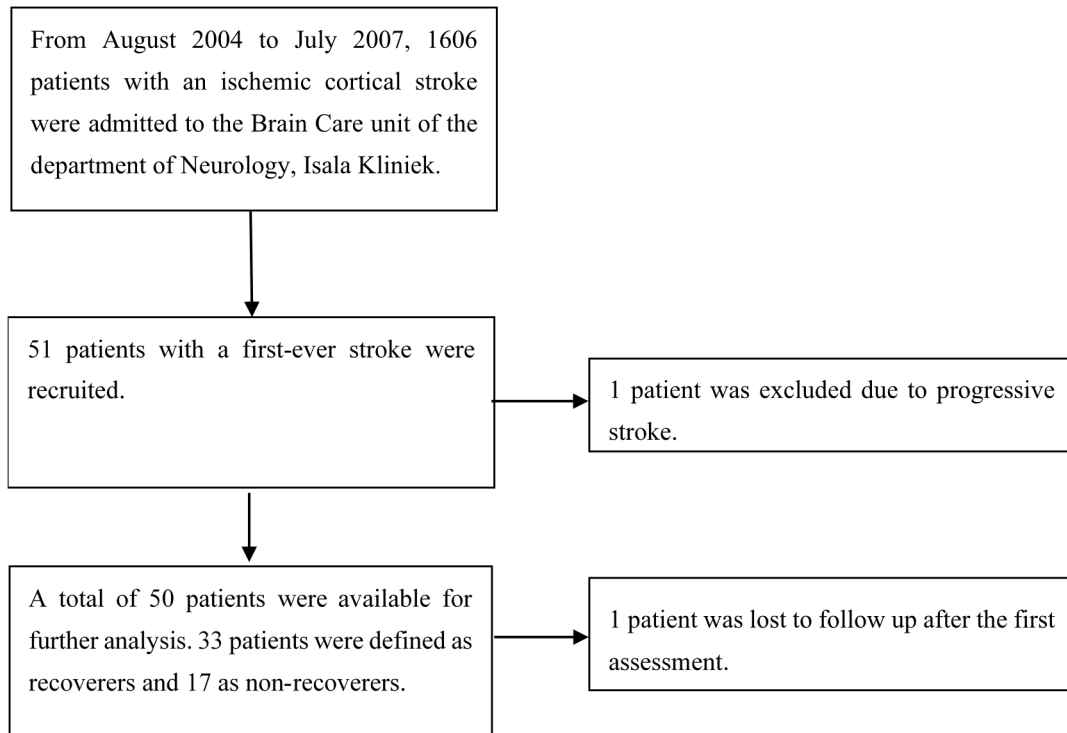 From August 2004 to July 2007, 1606
patients with an ischemic cortical stroke
were admitted to the Brain Care unit of the
department of Neurology, Isala Kliniek.
51 patients with a first-ever stroke were
recruited.
1 patient was excluded due to progressive
stroke.
A total of 50 patients were available for
further analysis. 33 patients were defined as
recoverers and 17 as non-recoverers.
1 patient was lost to follow up after the first
assessment.